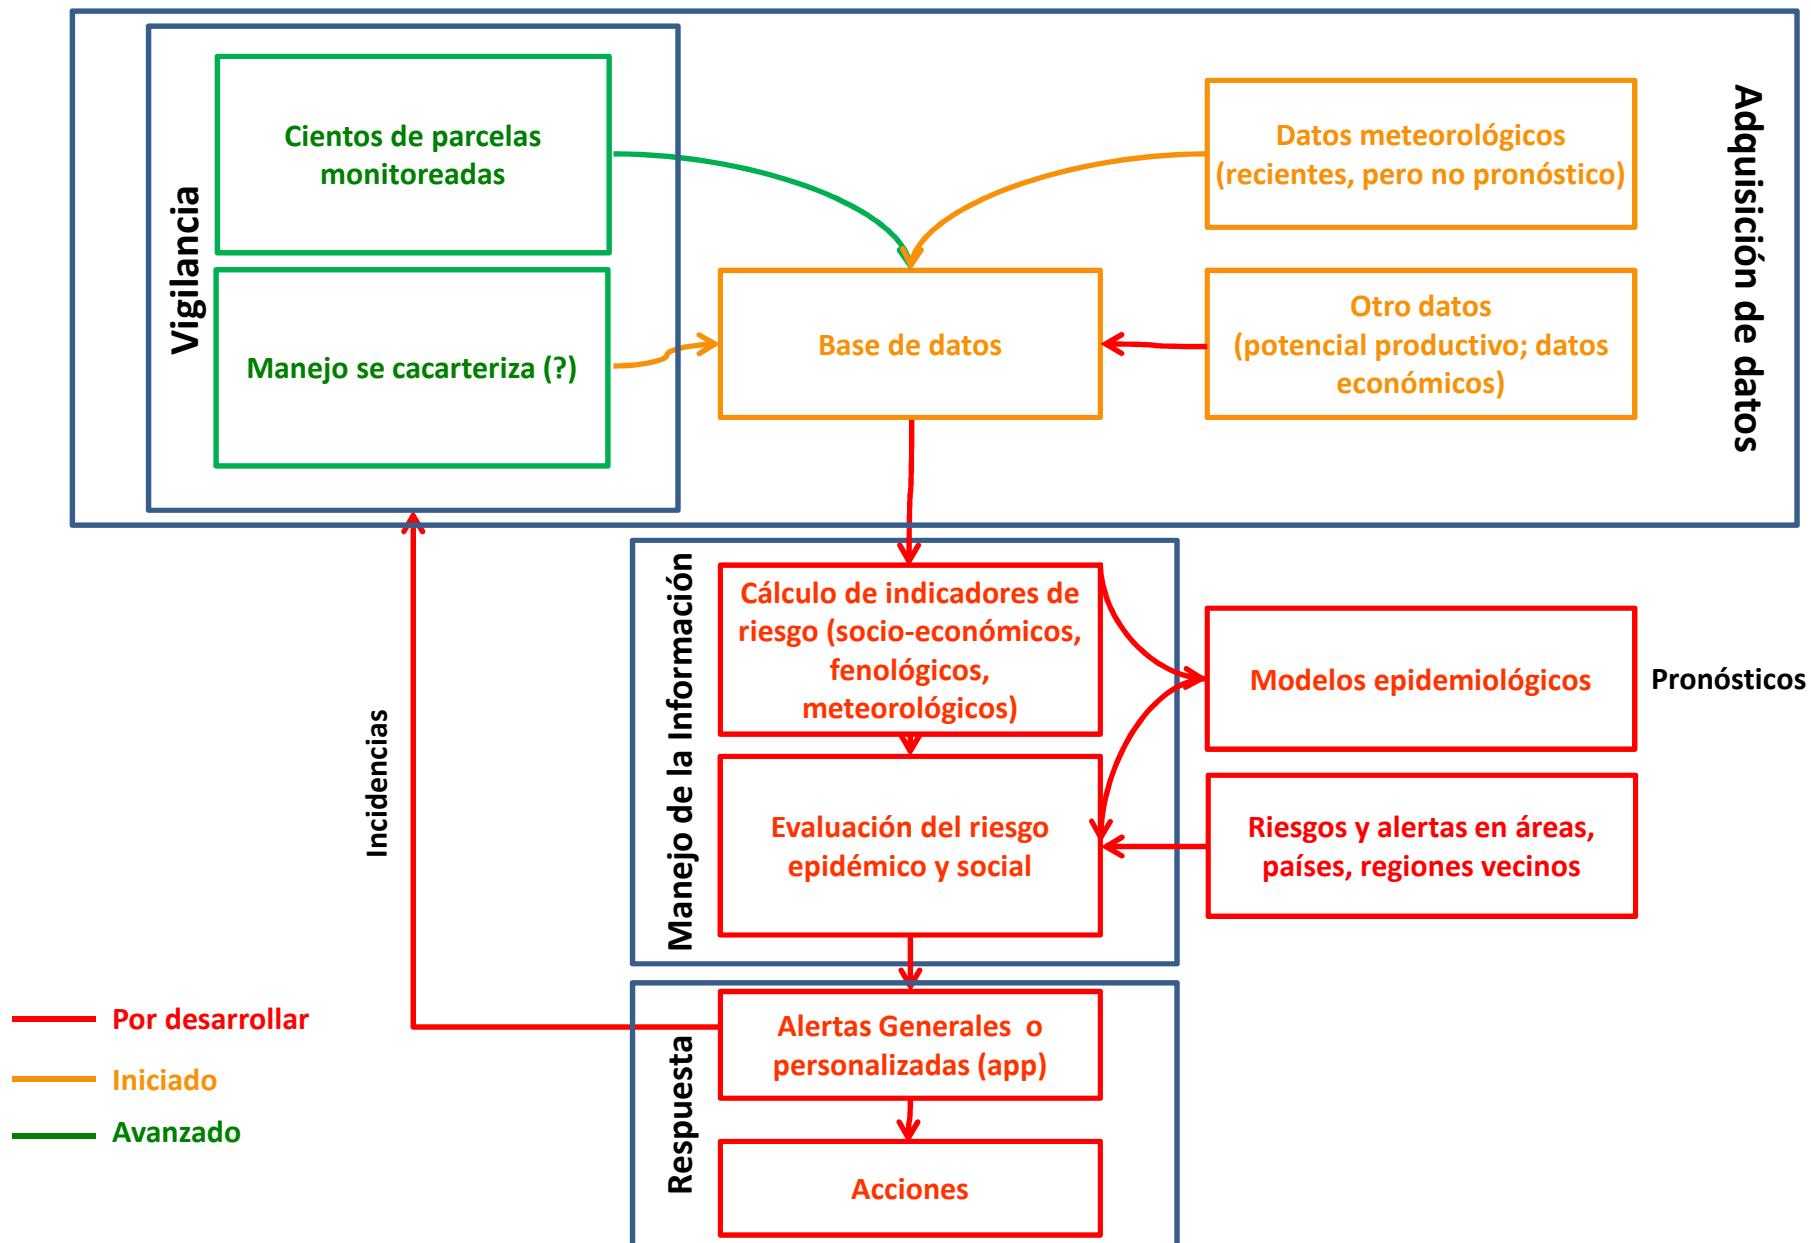 Adquisición de datos
Vigilancia
Cientos de parcelas
monitoreadas
Manejo se cacarteriza (?)
Datos meteorológicos
(recientes, pero no pronóstico)
Base de datos
Otro datos
(potencial productivo; datos
económicos)
Manejo de la Información
Cálculo de indicadores de
riesgo (socio-económicos,
fenológicos,
meteorológicos)
Modelos epidemiológicos
Pronósticos
Evaluación del riesgo
epidémico y social
Riesgos y alertas en áreas,
países, regiones vecinos
Incidencias
Respuesta
Alertas Generales o
personalizadas (app)
Acciones
Por desarrollar
Iniciado
Avanzado